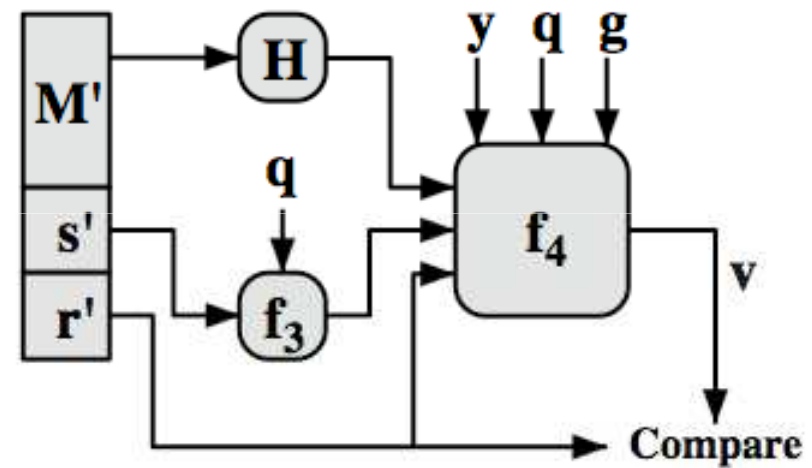 y q g
M' H
q
s' f₄
v
r' f₃
Compare